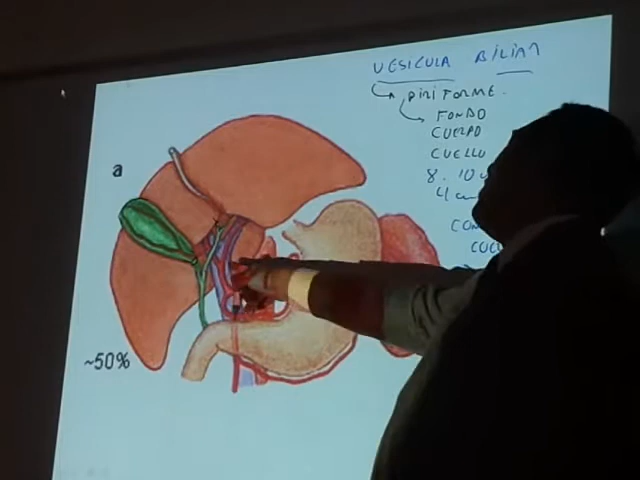 VESICULA BILIAR
PIRIFORME.
FONDO
CUERPO
CUELLO
8. 10
4
a
~50%